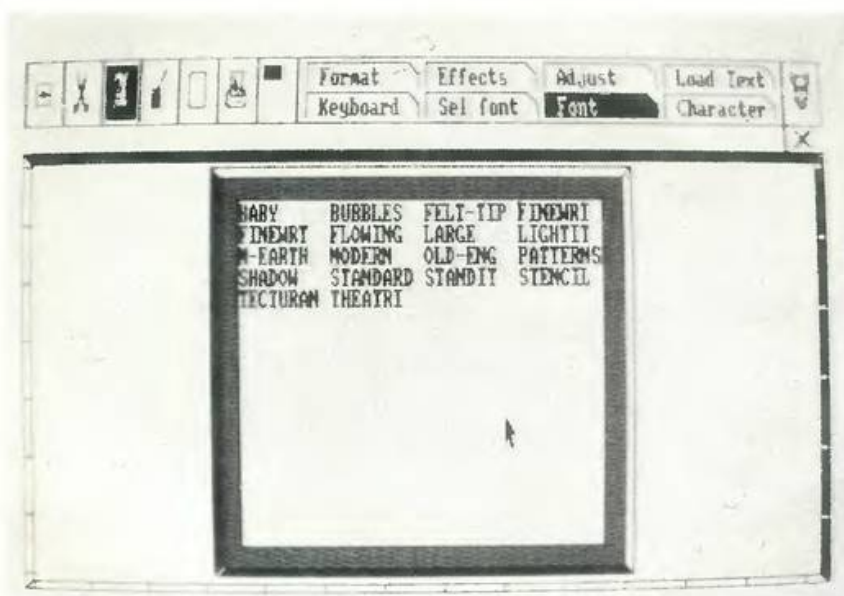 Format Effects Adjust Load Text
Keyboard Sel font Font Character
BABY BUBBLES FELT-TIP FINEWRI
FINEWRT FLOWING LARGE LIGHTIT
M-EARTH MODERN OLD-ENG PATTERNS
SHADOW STANDARD STANDIT STENCIL
TECTURAN THEATRI